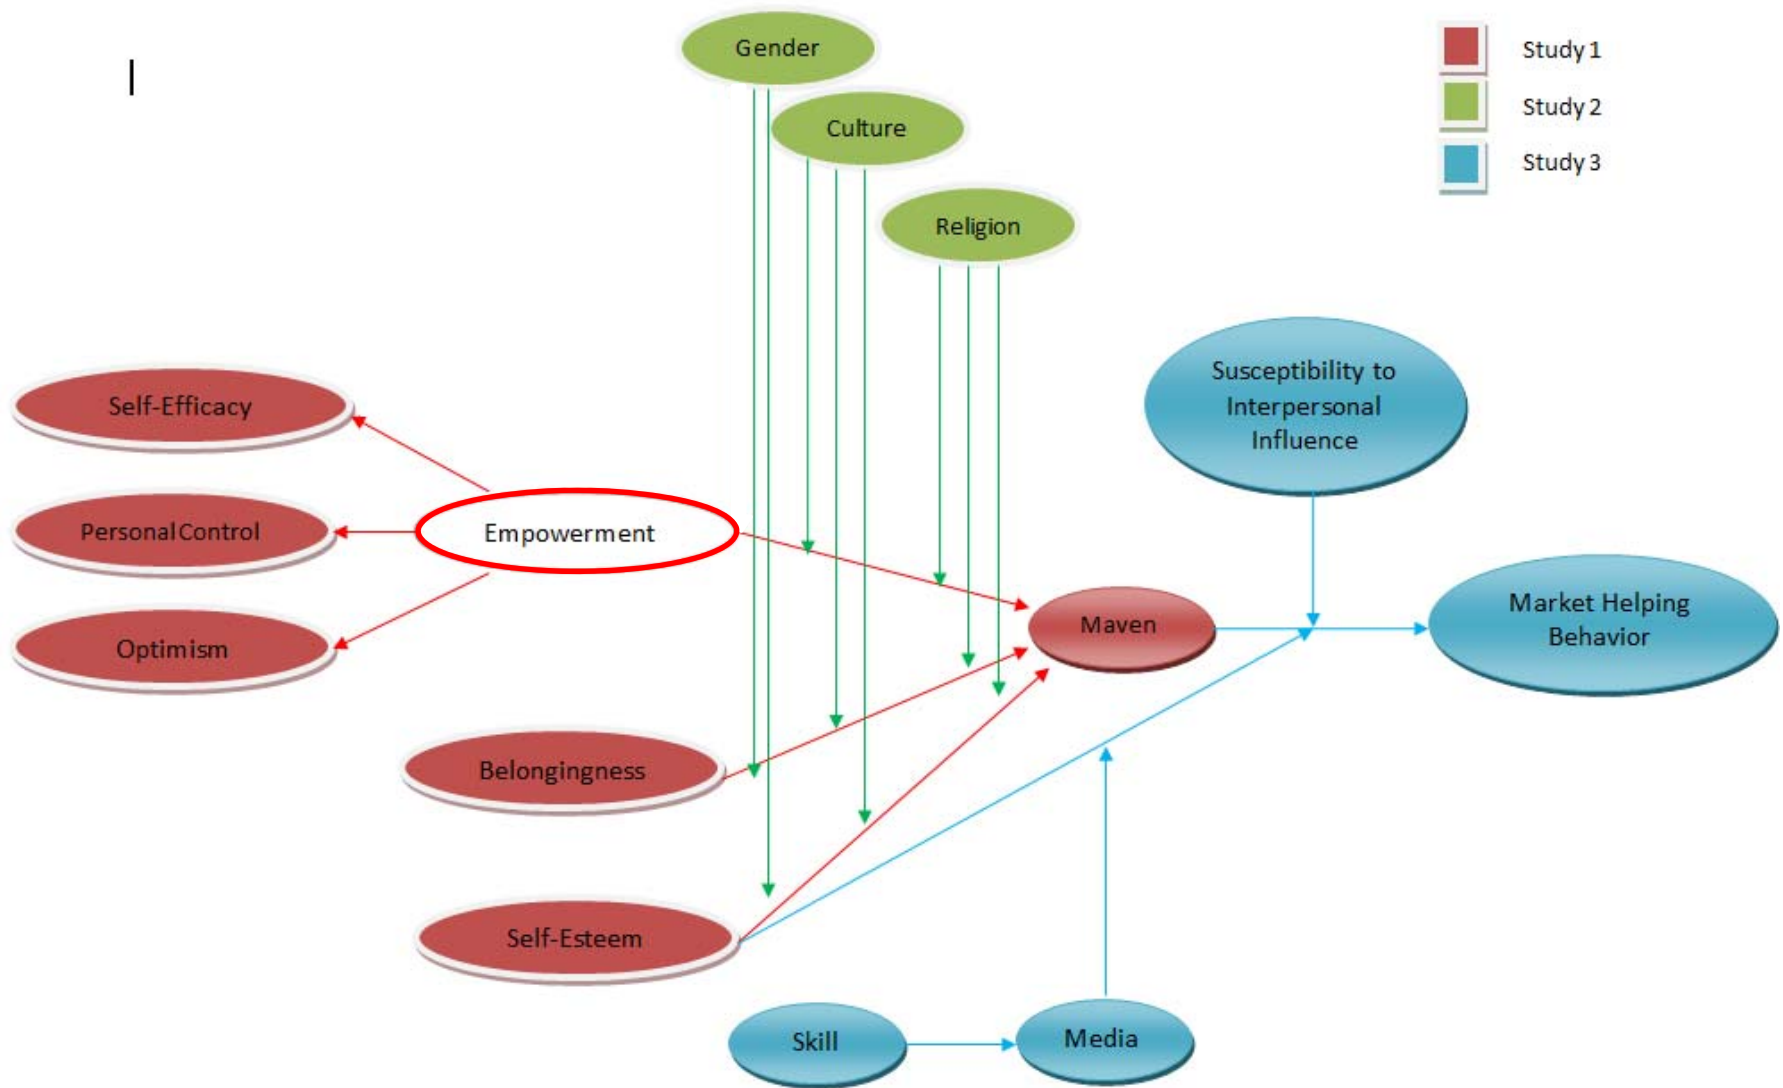 Gender
Culture
Religion
Study 1
Study 2
Study 3
Self-Efficacy
Personal Control
Optimism
Empowerment
Belongingness
Self-Esteem
Maven
Susceptibility to
Interpersonal
Influence
Market Helping
Behavior
Skill
Media